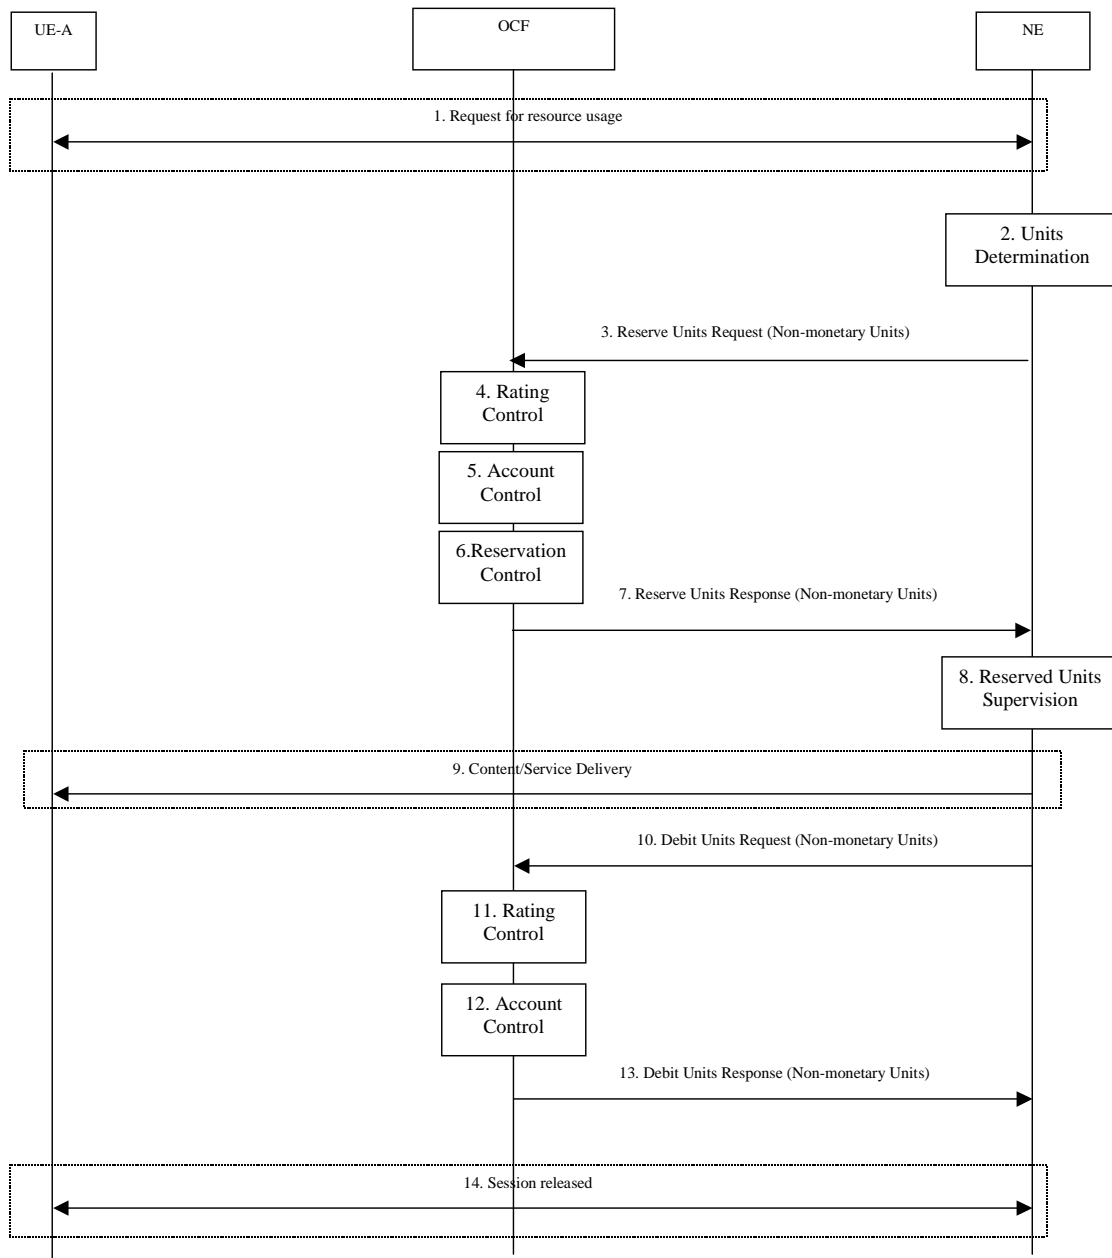 UE-A
OCF
NE
1. Request for resource usage
2. Units
Determination
3. Reserve Units Request (Non-monetary Units)
4. Rating
Control
5. Account
Control
6.Reservation
Control
7. Reserve Units Response (Non-monetary Units)
8. Reserved Units
Supervision
9. Content/Service Delivery
10. Debit Units Request (Non-monetary Units)
11. Rating
Control
12. Account
Control
13. Debit Units Response (Non-monetary Units)
14. Session released